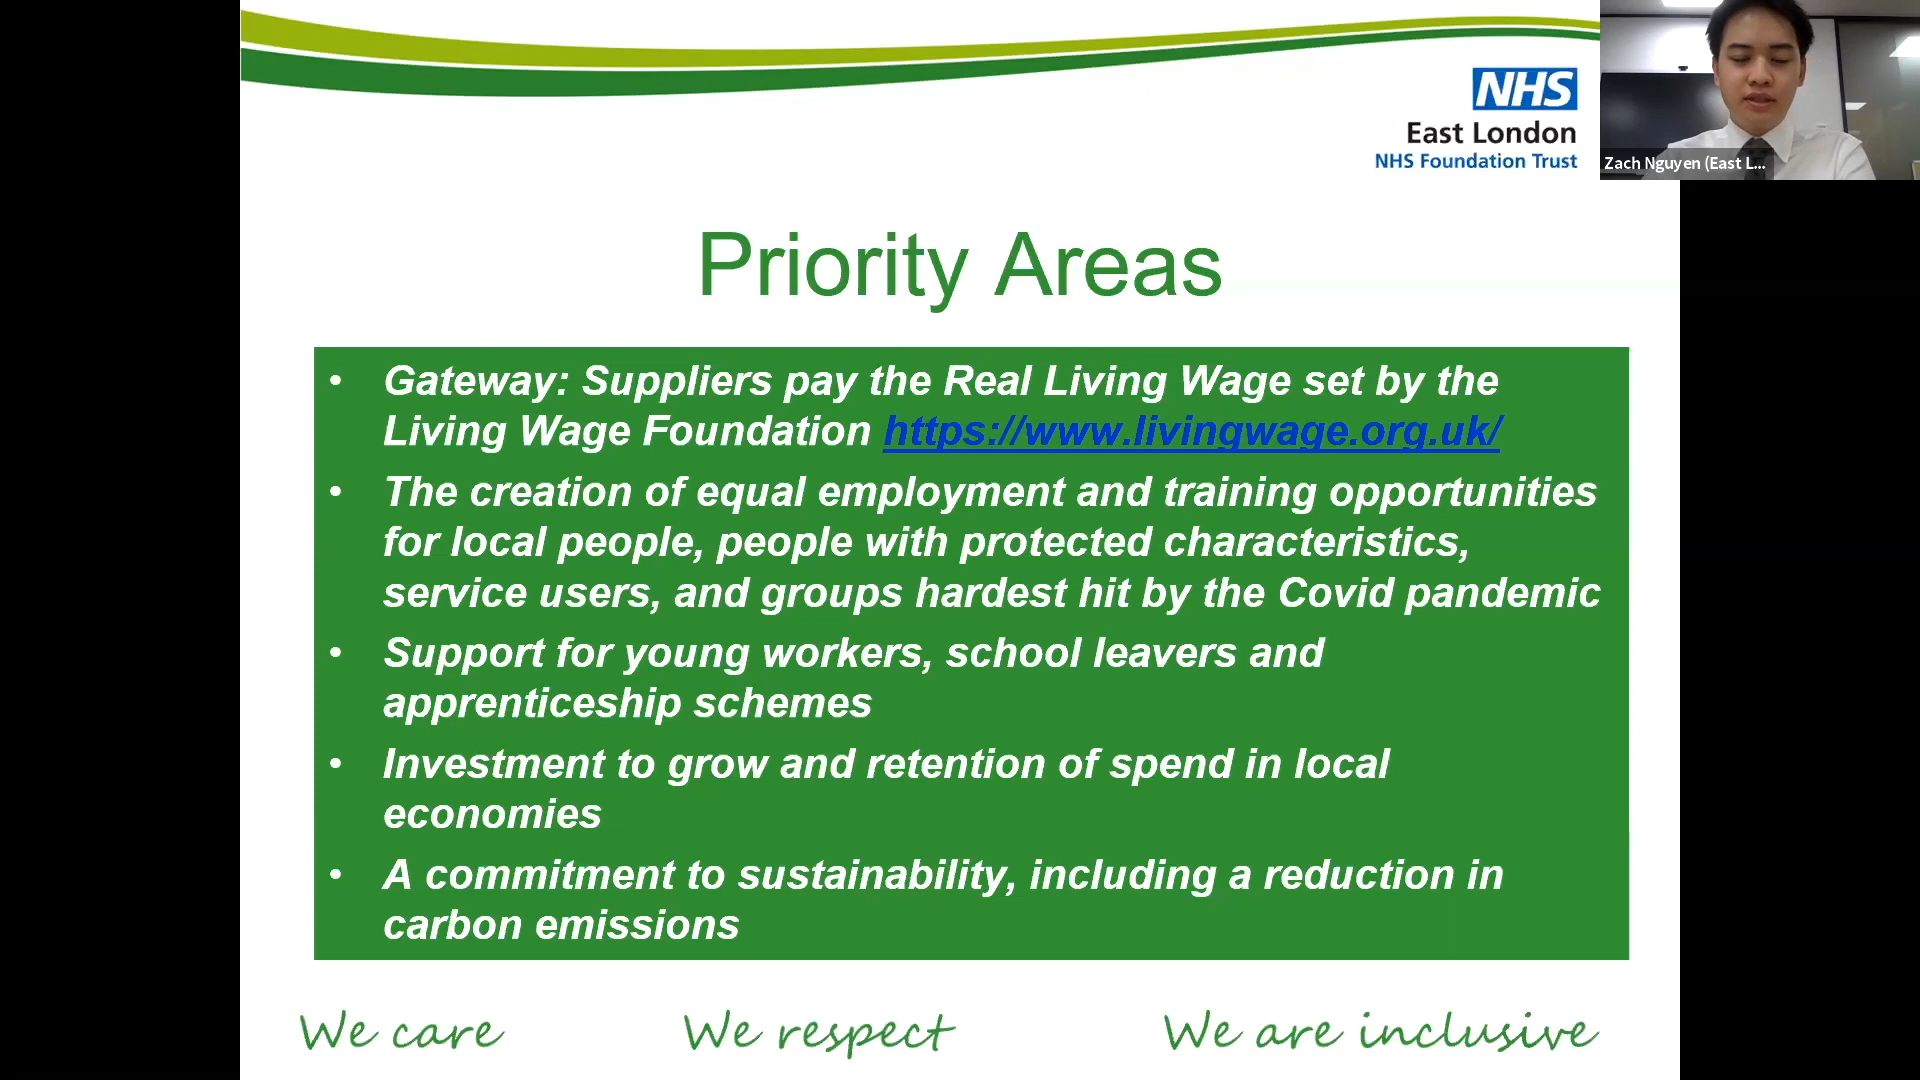 NHS
East London
NHS Foundation Trust
Zach Nguyen (East L...
Priority Areas
• Gateway: Suppliers pay the Real Living Wage set by the
Living Wage Foundation https://www.livingwage.org.uk/
• The creation of equal employment and training opportunities
for local people, people with protected characteristics,
service users, and groups hardest hit by the Covid pandemic
• Support for young workers, school leavers and
apprenticeship schemes
• Investment to grow and retention of spend in local
economies
• A commitment to sustainability, including a reduction in
carbon emissions
We care We respect We are inclusive